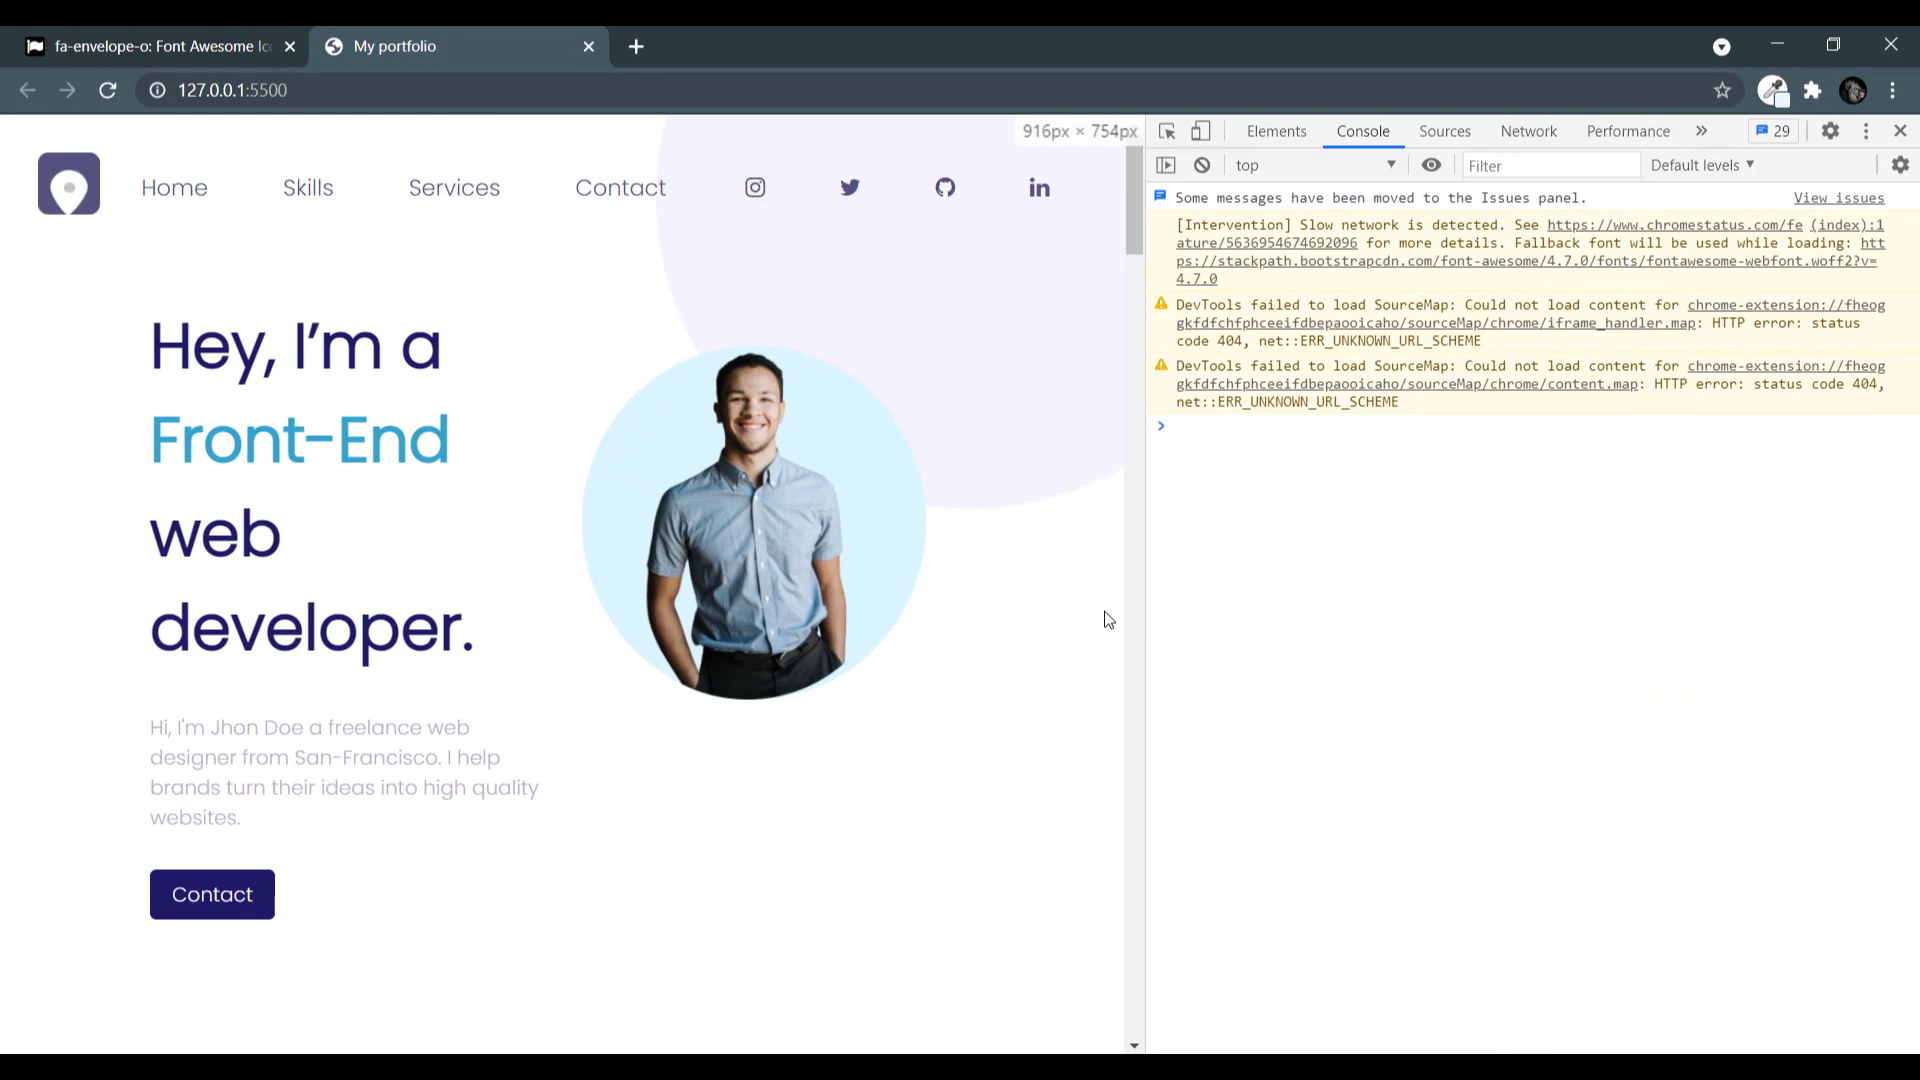 fa-envelope-o: Font Awesome Ic
My portfolio
127.0.0.1:5500
916px × 754px
Home
Skills
Services
Contact
Hey, I’m a
Front-End
web
developer.
Hi, I'm Jhon Doe a freelance web
designer from San-Francisco. I help
brands turn their ideas into high quality
websites.
Contact
Elements
Console
Sources
Network
Performance
29
top
Filter
Default levels
Some messages have been moved to the Issues panel.
View issues
[Intervention] Slow network is detected. See https://www.chromestatus.com/fe (index):1
ature/5636954674692096 for more details. Fallback font will be used while loading: htt
ps://stackpath.bootstrapcdn.com/font-awesome/4.7.0/fonts/fontawesome-webfont.woff2?v=
4.7.0
DevTools failed to load SourceMap: Could not load content for chrome-extension://fheog
gkfdfchfphceeifdbepaooicaho/sourceMap/chrome/iframe_handler.map: HTTP error: status
code 404, net::ERR_UNKNOWN_URL_SCHEME
DevTools failed to load SourceMap: Could not load content for chrome-extension://fheog
gkfdfchfphceeifdbepaooicaho/sourceMap/chrome/content.map: HTTP error: status code 404,
net::ERR_UNKNOWN_URL_SCHEME